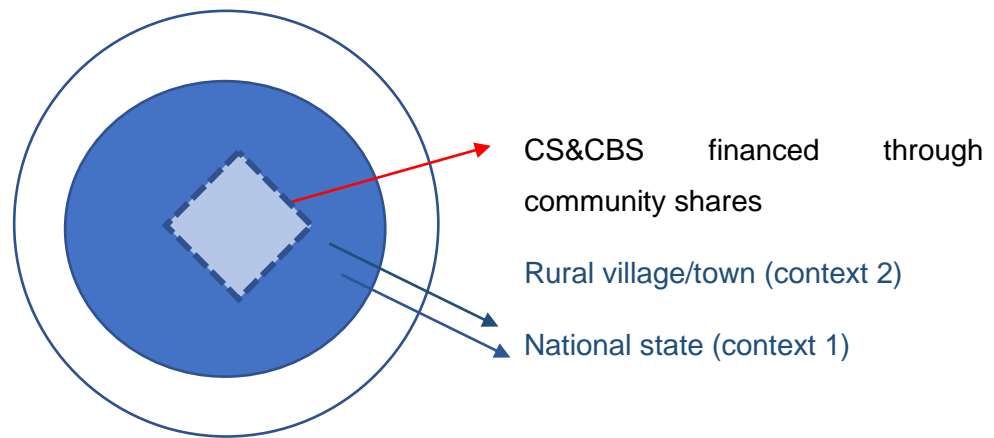 CS&CBS financed through
community shares
Rural village/town (context 2)
National state (context 1)